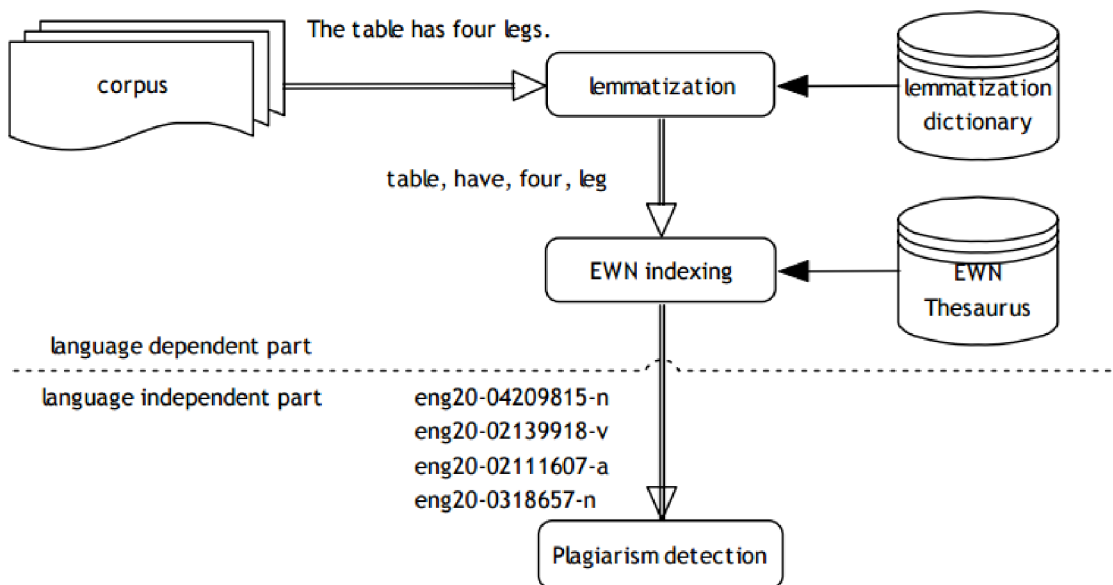 The table has four legs.
corpus
lemmatization
lemmatization
dictionary
table, have, four, leg
EWN indexing
EWN
Thesaurus
language dependent part
language independent part
eng20-04209815-n
eng20-02139918-v
eng20-02111607-a
eng20-0318657-n
Plagiarism detection